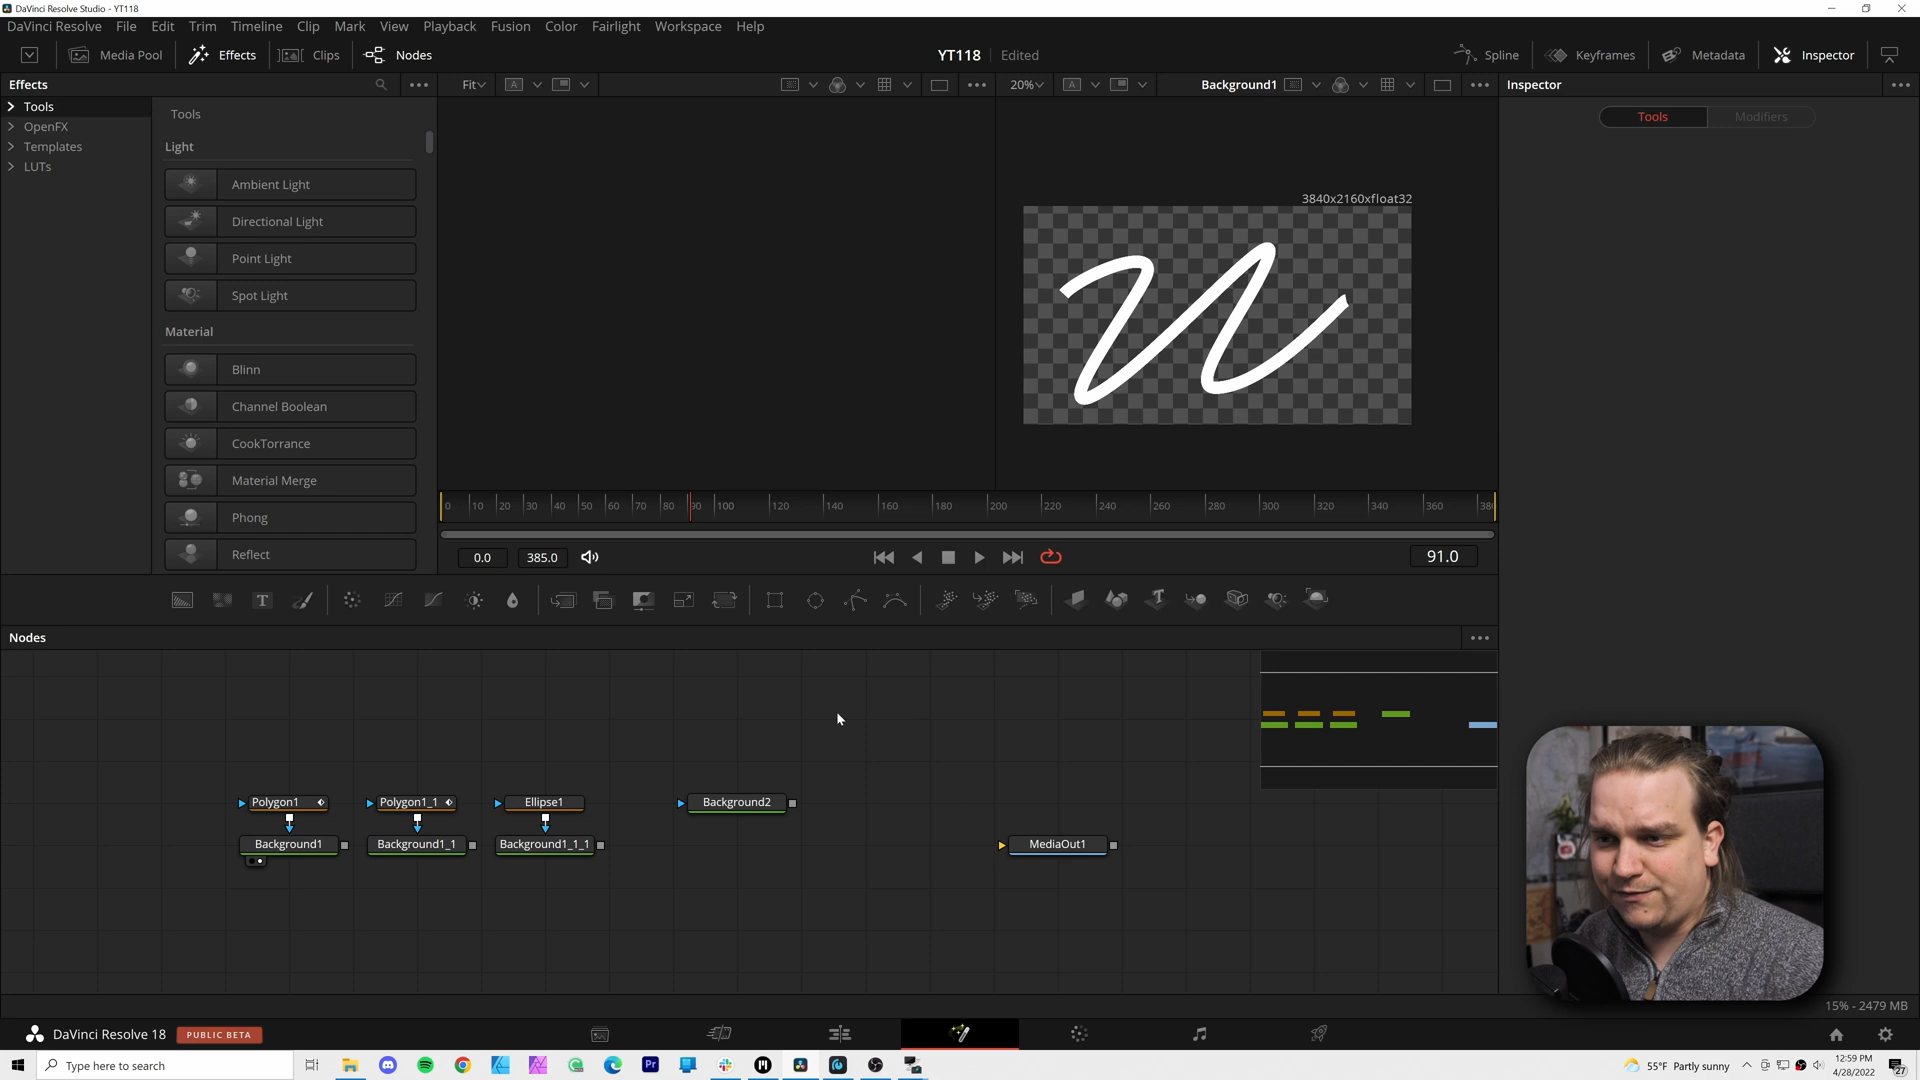 DaVinci Resolve Studio - YT118
DaVinci Resolve File Edit Trim Timeline Clip Mark View Playback Fusion Color Fairlight Workspace Help
Media Pool Effects Clips Nodes YT118 Edited Spline Keyframes Metadata Inspector
Effects Fit 20% Background1 Inspector
Tools
OpenFX
Templates
LUTs
Tools
Light
Ambient Light
Directional Light
Point Light
Spot Light
Material
Blinn
Channel Boolean
CookTorrance
Material Merge
Phong
Reflect
Tools Modifiers
3840x2160xfloat32
0 10 20 30 40 50 60 70 80 90 100 120 140 160 180 200 220 240 260 280 300 320 340 360 38
0.0 385.0 91.0
Nodes
Polygon1 Polygon1_1 Ellipse1 Background2
Background1 Background1_1 Background1_1_1 MediaOut1
15% - 2479 MB
DaVinci Resolve 18 PUBLIC BETA
Type here to search
55°F Partly sunny
12:59 PM
4/28/2022
27